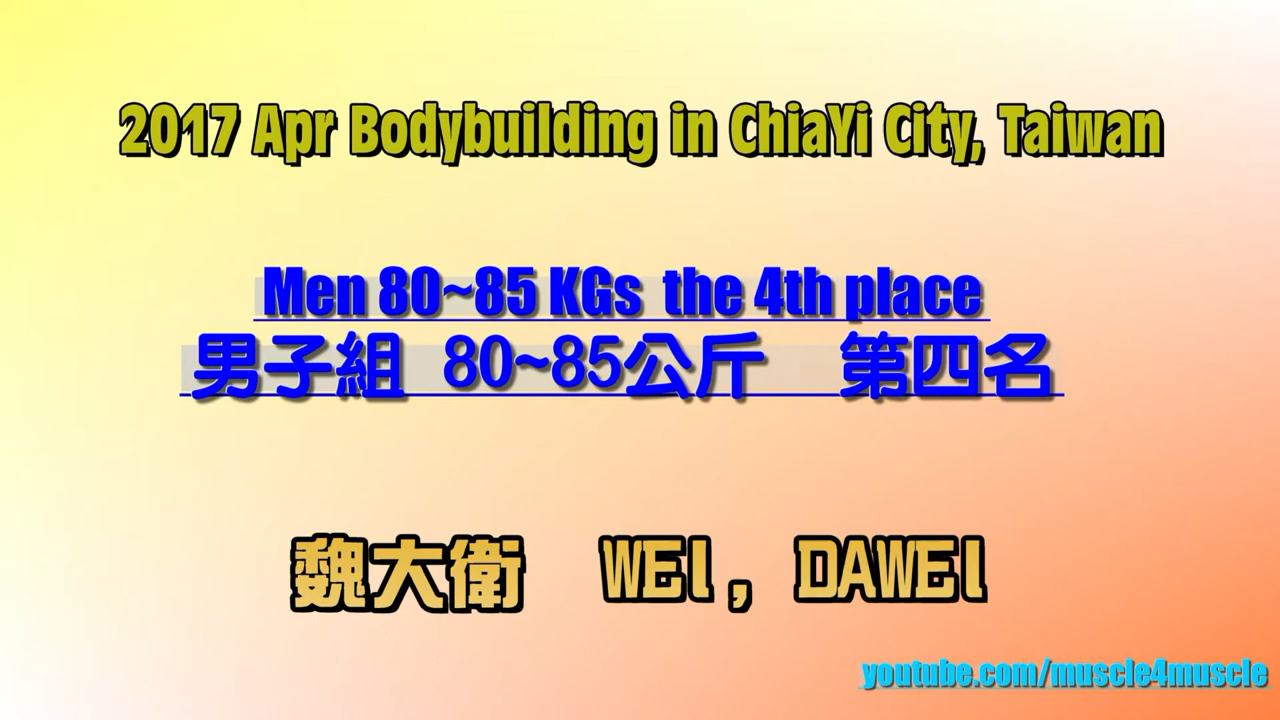 2017 Apr Bodybuilding in ChiaYi City, Taiwan
Men 80~85 KGs the 4th place
男子組 80~85公斤 第四名
魏大衛 WEI, DAWEI
youtube.com/muscle4muscle